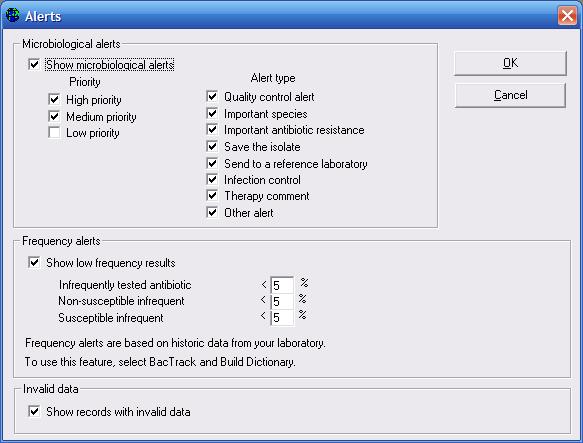 Alerts
Microbiological alerts
Show microbiological alerts
Priority
High priority
Medium priority
Low priority
Alert type
Quality control alert
Important species
Important antibiotic resistance
Save the isolate
Send to a reference laboratory
Infection control
Therapy comment
Other alert
OK
Cancel
Frequency alerts
Show low frequency results
Infrequently tested antibiotic < 5 %
Non-susceptible infrequent < 5 %
Susceptible infrequent < 5 %
Frequency alerts are based on historic data from your laboratory.
To use this feature, select BacTrack and Build Dictionary.
Invalid data
Show records with invalid data